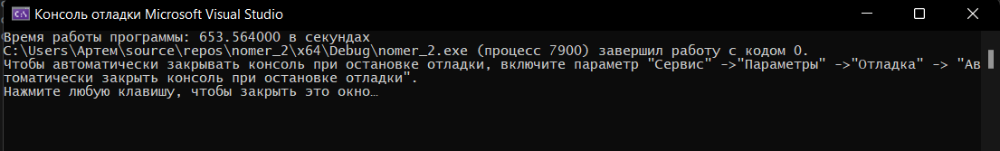 Консоль отладки Microsoft Visual Studio
Время работы программы: 653.564000 в секундах
C:\Users\Артем\source\repos\nomer_2\x64\Debug\nomer_2.exe (процесс 7900) завершил работу с кодом 0.
Чтобы автоматически закрывать консоль при остановке отладки, включите параметр "Сервис" ->"Параметры" ->"Отладка" -> "Ав
томатически закрыть консоль при остановке отладки".
Нажмите любую клавишу, чтобы закрыть это окно…